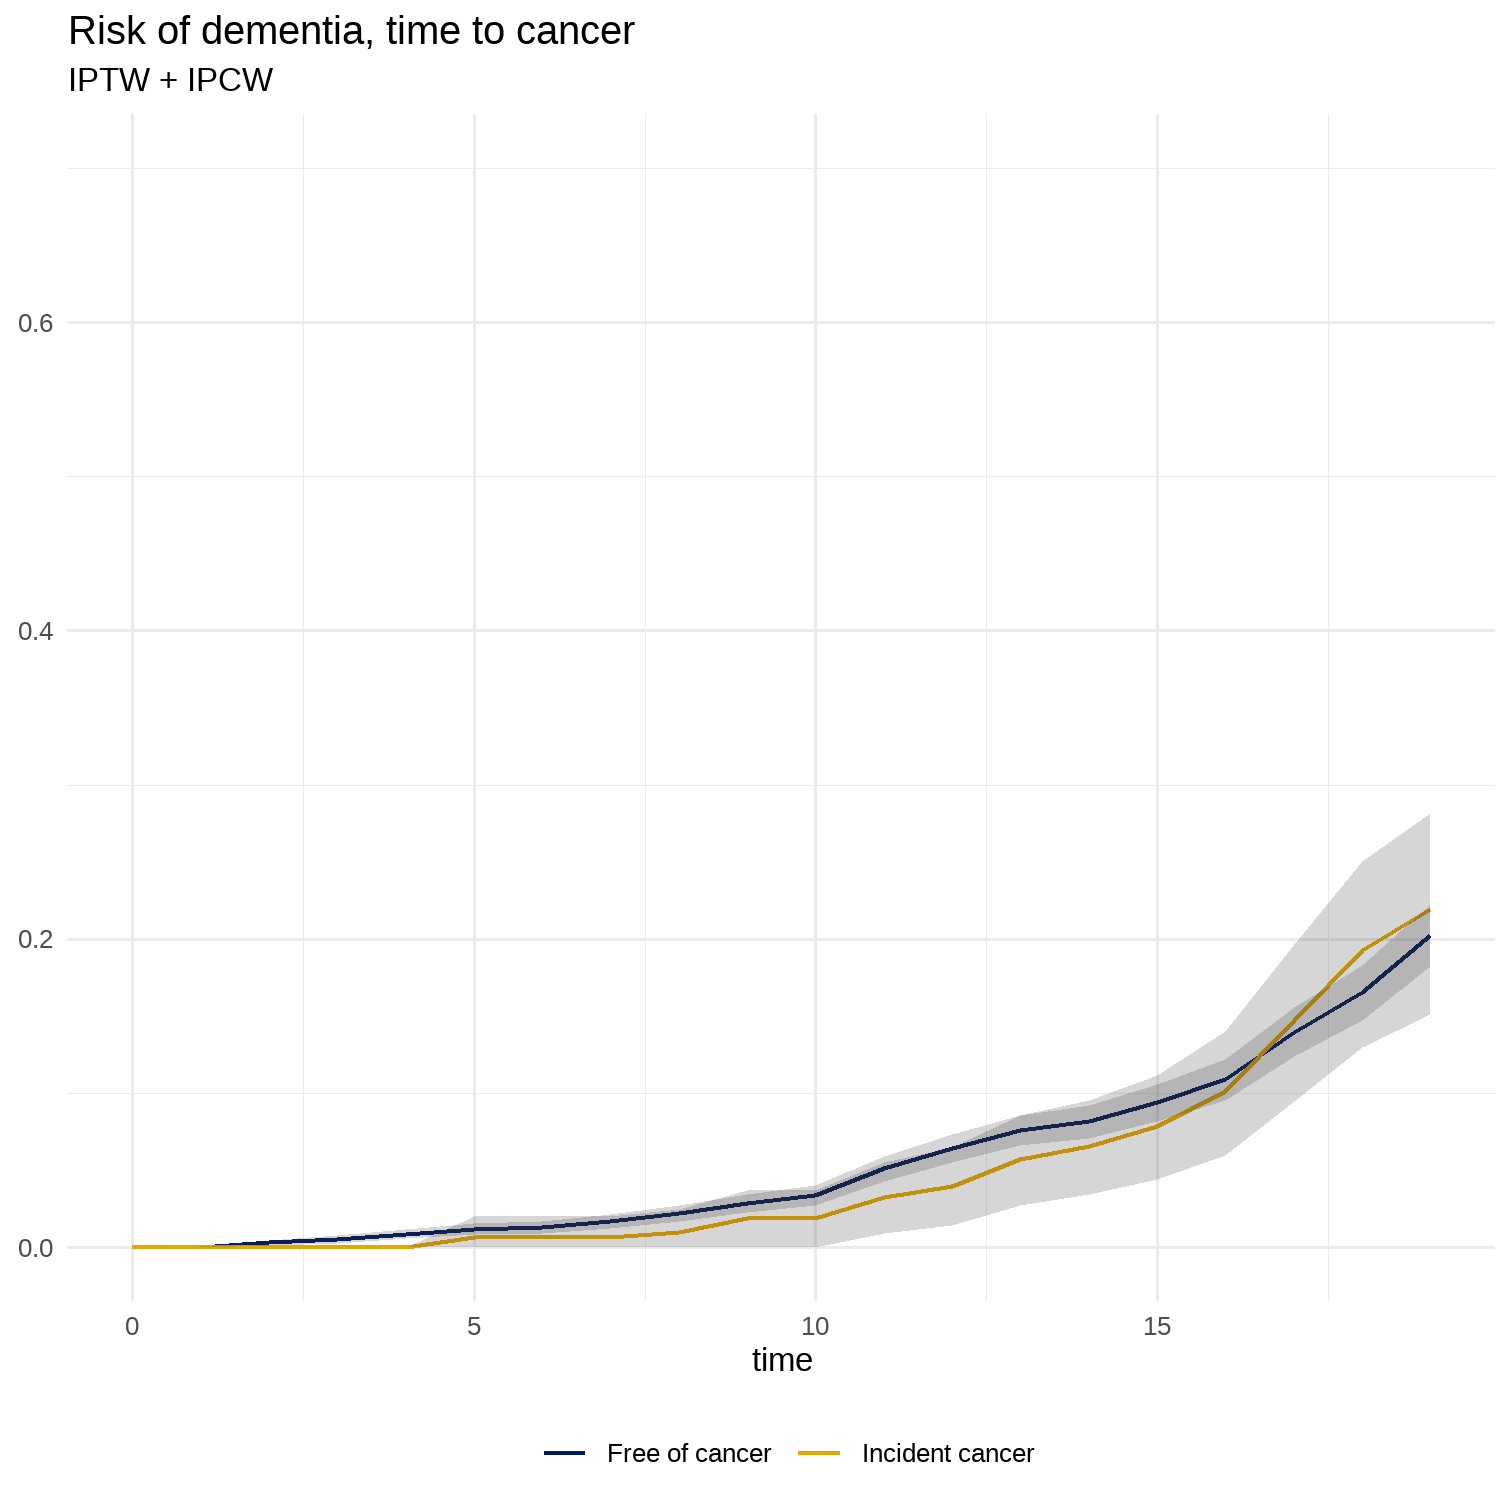 Risk of dementia, time to cancer
IPTW + IPCW
0.6
0.4
0.2
0.0
0 5 10 15
time
Free of cancer Incident cancer